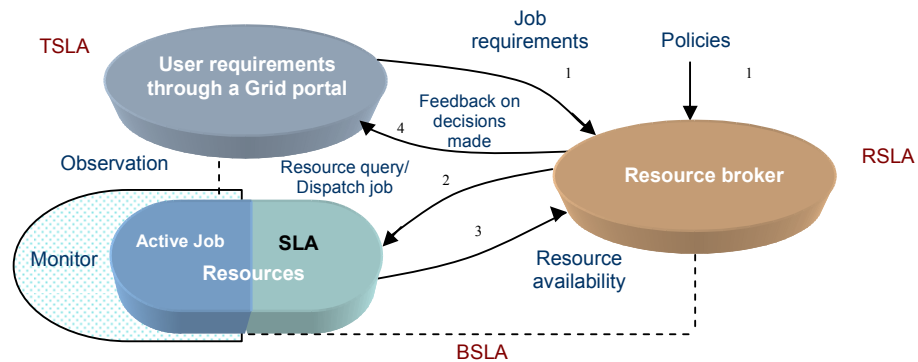 TSLA
Job
requirements
Policies
User requirements
through a Grid portal
1
1
Feedback on
decisions
made
4
Observation
Resource query/
Dispatch job
2
Resource broker
RSLA
Active Job
SLA
Monitor
Resources
3
Resource
availability
BSLA